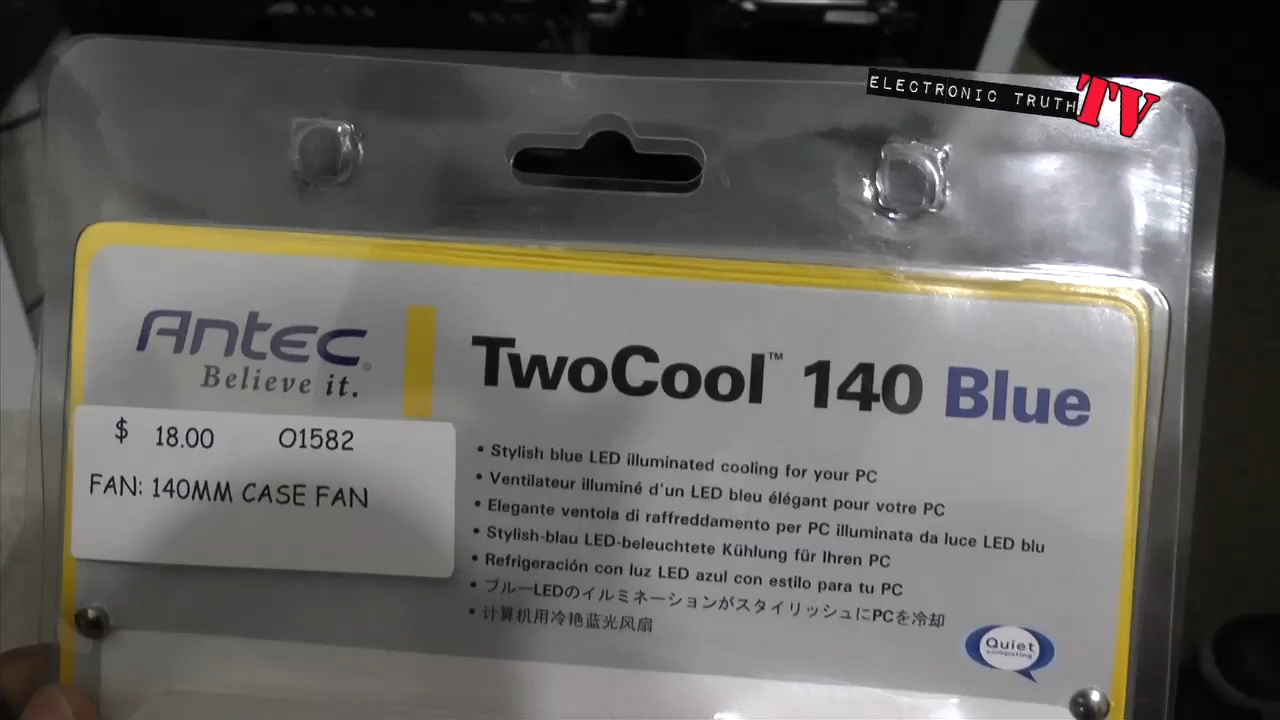 ELECTRONIC TRUTH TV
Antec®
Believe it.
TwoCool™ 140 Blue
$ 18.00 O1582
FAN: 140MM CASE FAN
• Stylish blue LED illuminated cooling for your PC
• Ventilateur illuminé d'un LED bleu élégant pour votre PC
• Elegante ventola di raffreddamento per PC illuminata da luce LED blu
• Stylish-blau LED-beleuchtete Kühlung für Ihren PC
• Refrigeración con luz LED azul con estilo para tu PC
• ブルーLEDのイルミネーションがスタイリッシュにPCを冷却
• 计算机用冷艳蓝光风扇
Quiet
computing™